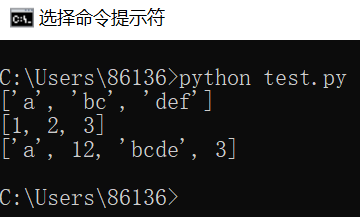 选择命令提示符
C:\Users\86136>python test.py
['a', 'bc', 'def']
[1, 2, 3]
['a', 12, 'bcde', 3]
C:\Users\86136>